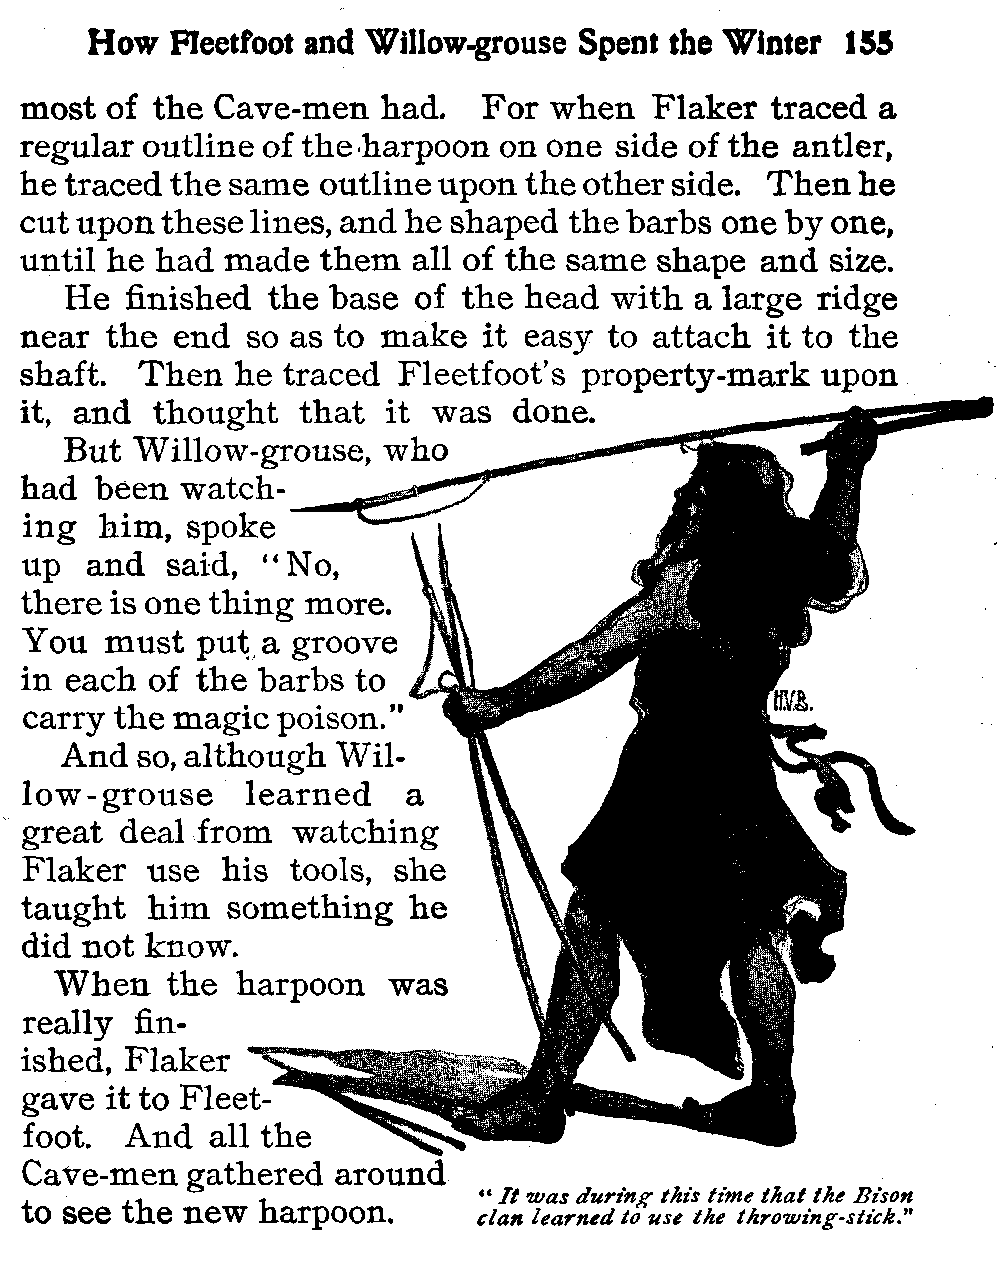 How Fleetfoot and Willow-grouse Spent the Winter 155
most of the Cave-men had. For when Flaker traced a
regular outline of the harpoon on one side of the antler,
he traced the same outline upon the other side. Then he
cut upon these lines, and he shaped the barbs one by one,
until he had made them all of the same shape and size.
He finished the base of the head with a large ridge
near the end so as to make it easy to attach it to the
shaft. Then he traced Fleetfoot's property-mark upon
it, and thought that it was done.
But Willow-grouse, who
had been watch-
ing him, spoke
up and said, "No,
there is one thing more.
You must put a groove
in each of the barbs to
carry the magic poison."
And so, although Wil-
low-grouse learned a
great deal from watching
Flaker use his tools, she
taught him something he
did not know.
When the harpoon was
really fin-
ished, Flaker
gave it to Fleet-
foot. And all the
Cave-men gathered around
to see the new harpoon.
H.V.B.
"It was during this time that the Bison
clan learned to use the throwing-stick."